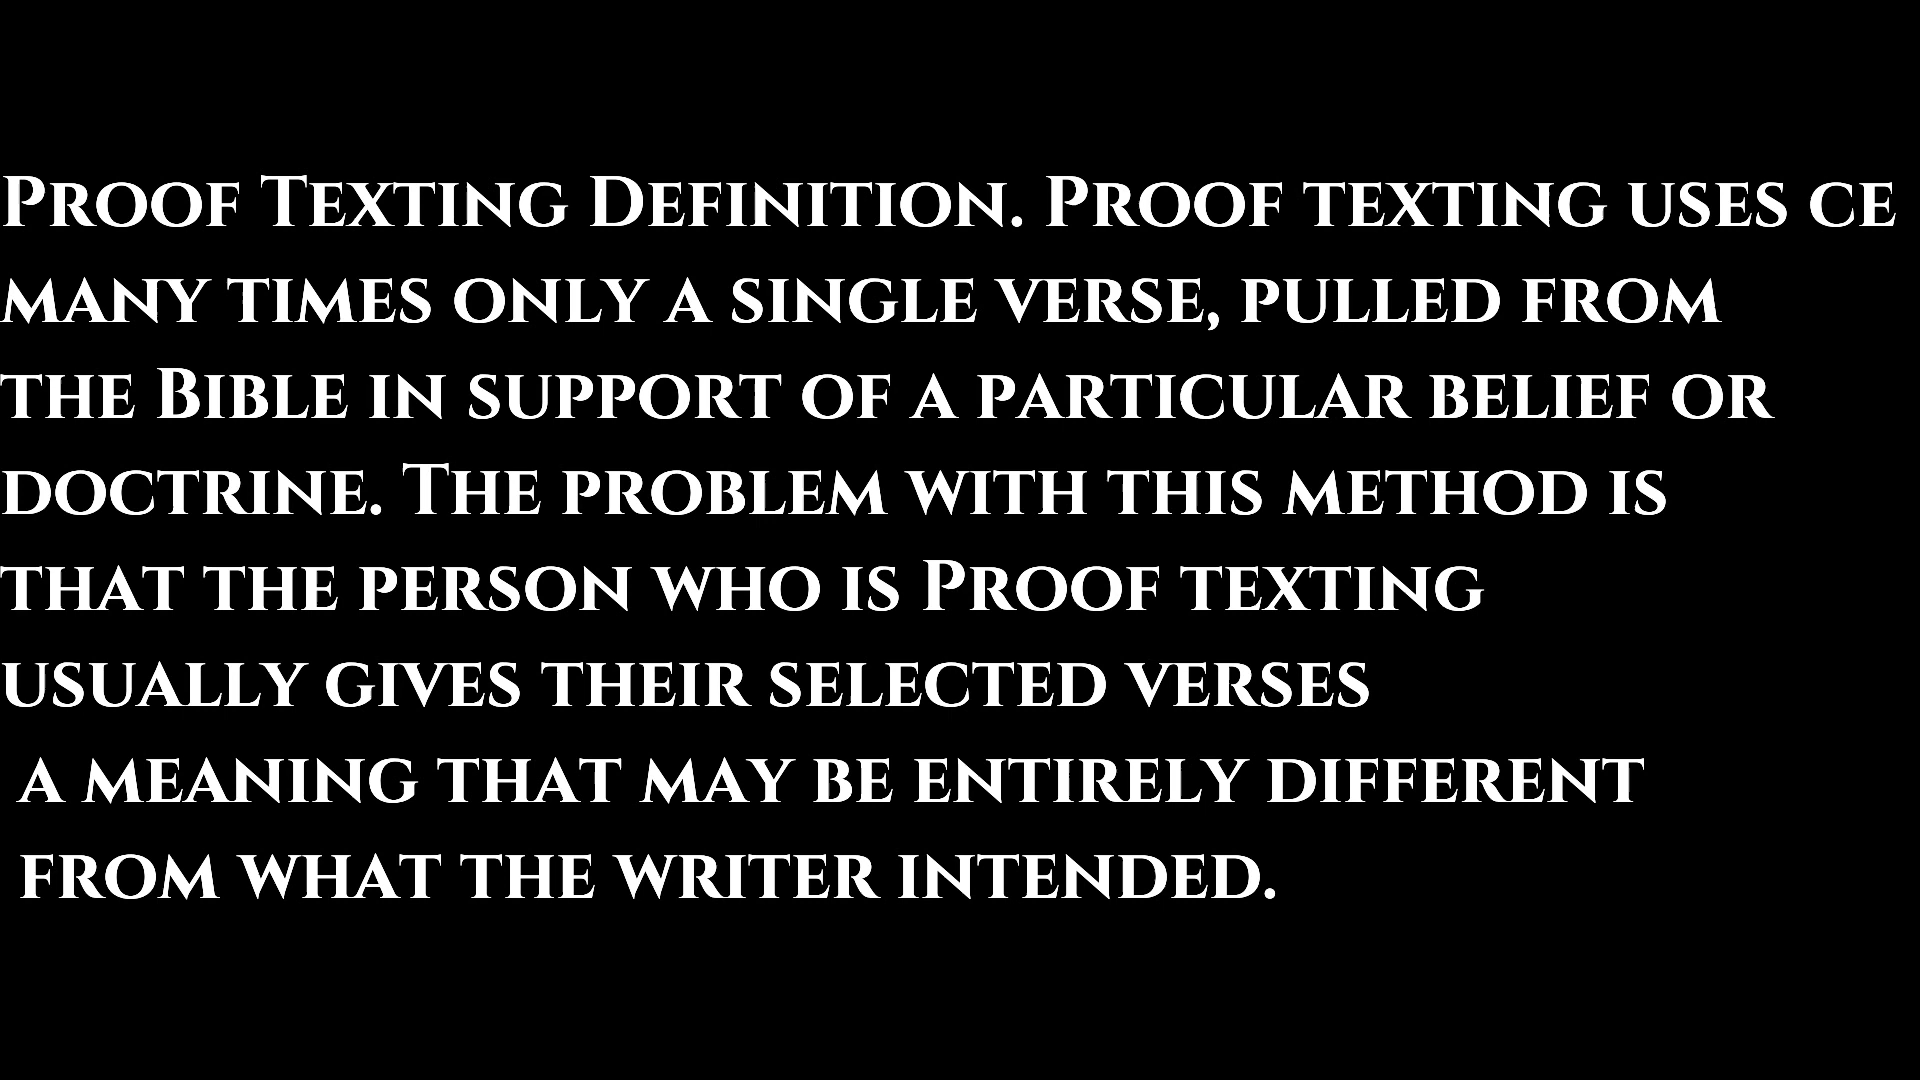 Proof Texting Definition. Proof texting uses ce
many times only a single verse, pulled from
the Bible in support of a particular belief or
doctrine. The problem with this method is
that the person who is Proof texting
usually gives their selected verses
a meaning that may be entirely different
from what the writer intended.